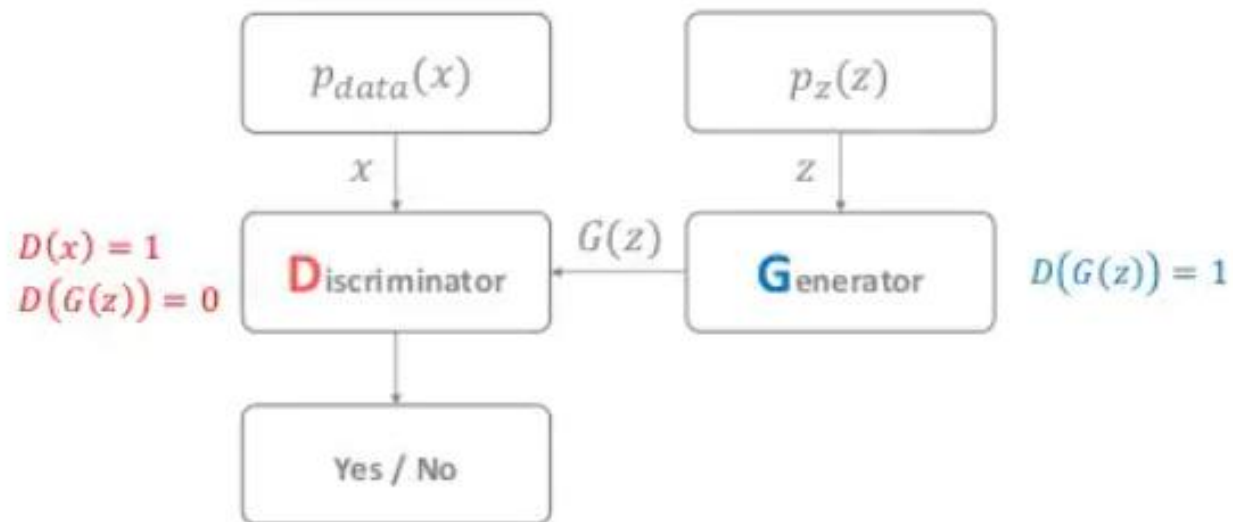 p_data(x)
p_z(z)
x
z
D(x) = 1
D(G(z)) = 0
Discriminator
G(z)
Generator
D(G(z)) = 1
Yes / No